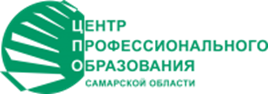 ЦЕНТР
ПРОФЕССИОНАЛЬНОГО
ОБРАЗОВАНИЯ
САМАРСКОЙ ОБЛАСТИ